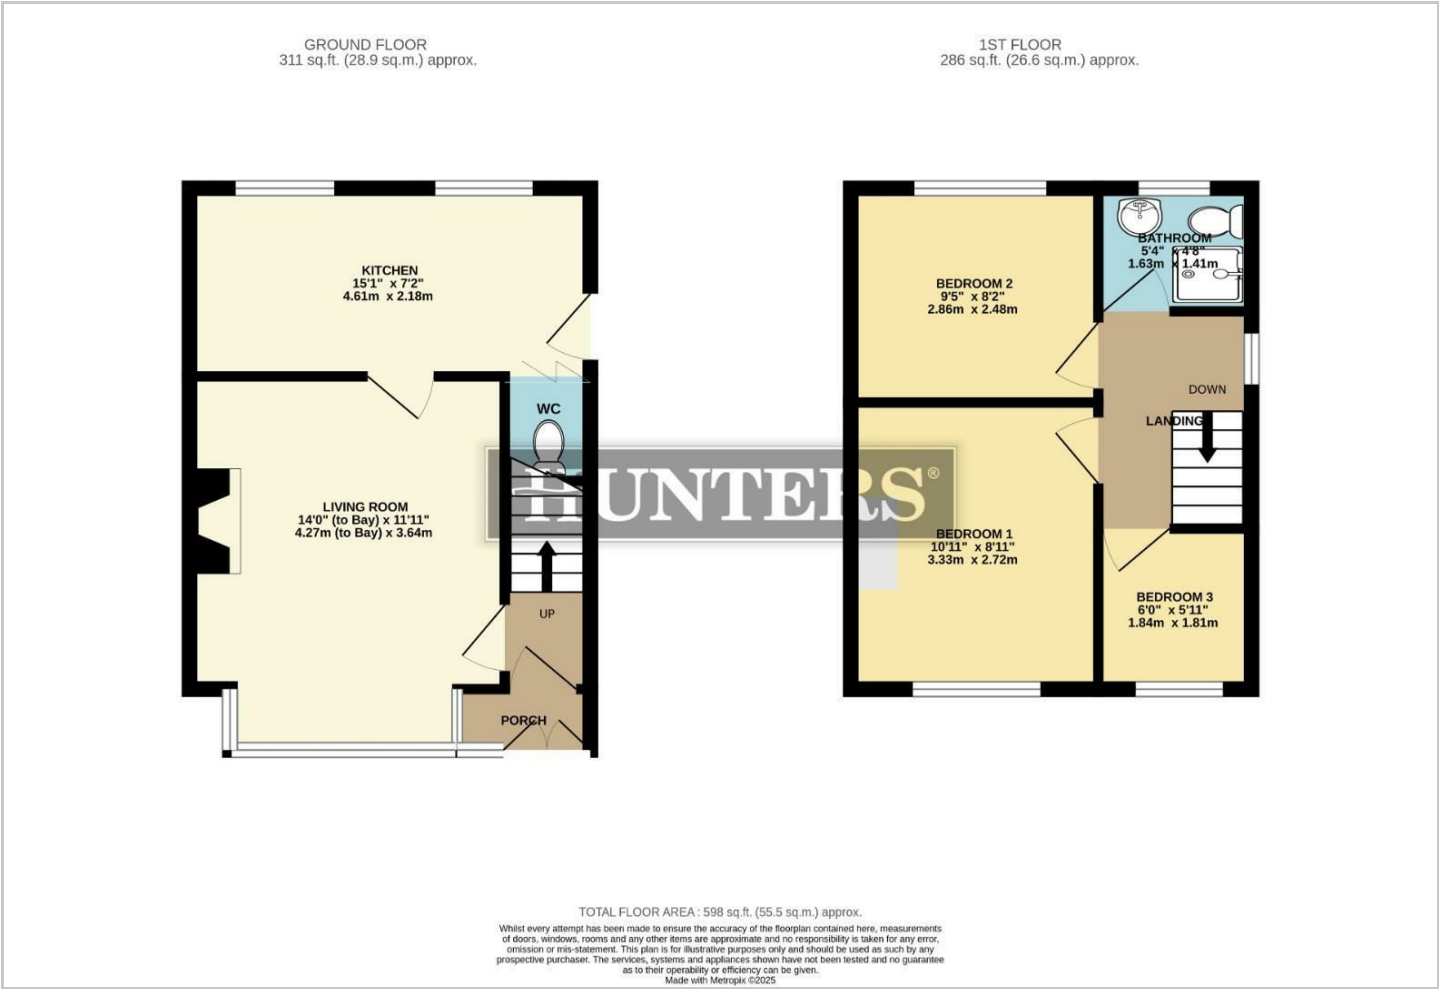 GROUND FLOOR
311 sq.ft. (28.9 sq.m.) approx.
1ST FLOOR
286 sq.ft. (26.6 sq.m.) approx.
KITCHEN
15'1" x 7'2"
4.61m x 2.18m
WC
LIVING ROOM
14'0" (to Bay) x 11'11"
4.27m (to Bay) x 3.64m
UP
PORCH
HUNTERS®
BEDROOM 2
9'5" x 8'2"
2.86m x 2.48m
BATHROOM
5'4" x 4'8"
1.63m x 1.41m
DOWN
LANDING
BEDROOM 1
10'11" x 8'11"
3.33m x 2.72m
BEDROOM 3
6'0" x 5'11"
1.84m x 1.81m
TOTAL FLOOR AREA : 598 sq.ft. (55.5 sq.m.) approx.
Whilst every attempt has been made to ensure the accuracy of the floorplan contained here, measurements
of doors, windows, rooms and any other items are approximate and no responsibility is taken for any error,
omission or mis-statement. This plan is for illustrative purposes only and should be used as such by any
prospective purchaser. The services, systems and appliances shown have not been tested and no guarantee
as to their operability or efficiency can be given.
Made with Metropix ©2025